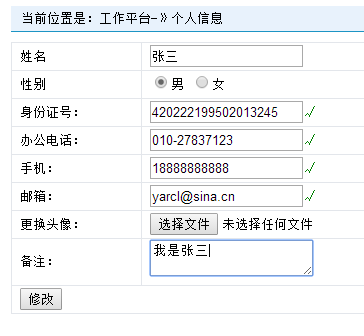 当前位置是：工作平台-》个人信息
姓名 张三
性别 男 女
身份证号： 420222199502013245
办公电话： 010-27837123
手机： 18888888888
邮箱： yarcl@sina.cn
更换头像： 选择文件 未选择任何文件
备注： 我是张三
修改